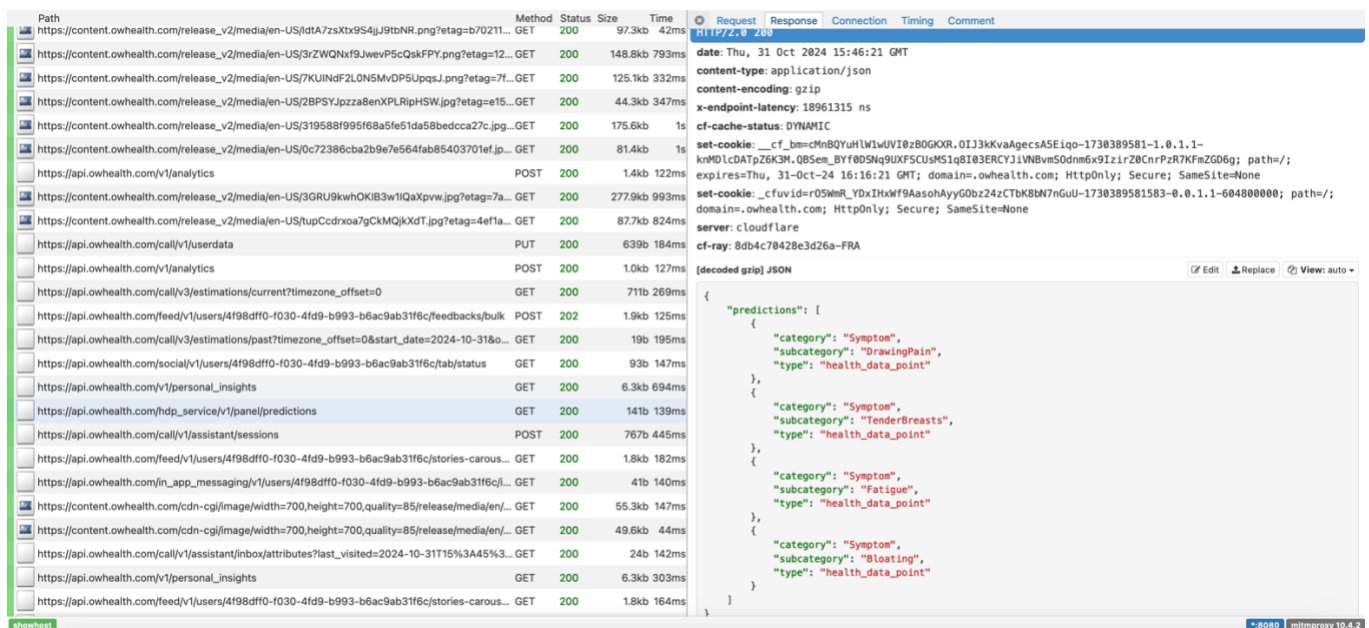 Path Method Status Size Time
https://content.owhealth.com/release_v2/media/en-US/IdtA7zsXtx9S4jjJ9tbNR.png?etag=b70211... GET 200 97.3kb 42ms
https://content.owhealth.com/release_v2/media/en-US/3rZWQNxf9JwevP5cQskFPY.png?etag=12... GET 200 148.8kb 793ms
https://content.owhealth.com/release_v2/media/en-US/7KUINdF2L0N5MvDP5UpqsJ.png?etag=7f... GET 200 125.1kb 332ms
https://content.owhealth.com/release_v2/media/en-US/2BPSYJpzza8enXPLRipHSW.jpg?etag=e15... GET 200 44.3kb 347ms
https://content.owhealth.com/release_v2/media/en-US/319588f995f68a5fe51da58bedcca27c.jpg... GET 200 175.6kb 1s
https://content.owhealth.com/release_v2/media/en-US/0c72386cba2b9e7e564fab85403701ef.jp... GET 200 81.4kb 1s
https://api.owhealth.com/v1/analytics POST 200 1.4kb 122ms
https://content.owhealth.com/release_v2/media/en-US/3GRU9kwhOKIB3w1IQaXpvw.jpg?etag=7a... GET 200 277.9kb 993ms
https://content.owhealth.com/release_v2/media/en-US/tupCcdrxoa7gCkMQjkXdT.jpg?etag=4ef1a... GET 200 87.7kb 824ms
https://api.owhealth.com/call/v1/userdata PUT 200 639b 184ms
https://api.owhealth.com/v1/analytics POST 200 1.0kb 127ms
https://api.owhealth.com/call/v3/estimations/current?timezone_offset=0 GET 200 711b 269ms
https://api.owhealth.com/feed/v1/users/4f98dff0-f030-4fd9-b993-b6ac9ab31f6c/feedbacks/bulk POST 202 1.9kb 125ms
https://api.owhealth.com/call/v3/estimations/past?timezone_offset=0&start_date=2024-10-31&o... GET 200 19b 195ms
https://api.owhealth.com/social/v1/users/4f98dff0-f030-4fd9-b993-b6ac9ab31f6c/tab/status GET 200 93b 147ms
https://api.owhealth.com/v1/personal_insights GET 200 6.3kb 694ms
https://api.owhealth.com/hdp_service/v1/panel/predictions GET 200 141b 139ms
https://api.owhealth.com/call/v1/assistant/sessions POST 200 767b 445ms
https://api.owhealth.com/feed/v1/users/4f98dff0-f030-4fd9-b993-b6ac9ab31f6c/stories-carous... GET 200 1.8kb 182ms
https://api.owhealth.com/in_app_messaging/v1/users/4f98dff0-f030-4fd9-b993-b6ac9ab31f6c/i... GET 200 41b 140ms
https://content.owhealth.com/cdn-cgi/image/width=700,height=700,quality=85/release/media/en/... GET 200 55.3kb 147ms
https://content.owhealth.com/cdn-cgi/image/width=700,height=700,quality=85/release/media/en/... GET 200 49.6kb 44ms
https://api.owhealth.com/call/v1/assistant/inbox/attributes?last_visited=2024-10-31T15%3A45%3... GET 200 24b 142ms
https://api.owhealth.com/v1/personal_insights GET 200 6.3kb 303ms
https://api.owhealth.com/feed/v1/users/4f98dff0-f030-4fd9-b993-b6ac9ab31f6c/stories-carous... GET 200 1.8kb 164ms
showhost
Request Response Connection Timing Comment
HTTP/2.0 200
date: Thu, 31 Oct 2024 15:46:21 GMT
content-type: application/json
content-encoding: gzip
x-endpoint-latency: 18961315 ns
cf-cache-status: DYNAMIC
set-cookie: __cf_bm=cMnBQYuHlW1wUVI0zBOGKXR.OIJ3kKvaAgecsA5Eiqo-1730389581-1.0.1.1-
knMDlcDATpZ6K3M.QBSem_BYf0DSNq9UXFSCUsMS1q8I03ERCYJiVNBvmSOdnm6x9IzirZ0CnrPzR7KFmZGD6g; path=/;
expires=Thu, 31-Oct-24 16:16:21 GMT; domain=.owhealth.com; HttpOnly; Secure; SameSite=None
set-cookie: _cfuvid=rO5WmR_YDxIHxWf9AasohAyyGObz24zCTbK8bN7nGuU-1730389581583-0.0.1.1-604800000; path=/;
domain=.owhealth.com; HttpOnly; Secure; SameSite=None
server: cloudflare
cf-ray: 8db4c70428e3d26a-FRA
[decoded gzip] JSON Edit Replace View: auto
{
"predictions": [
{
"category": "Symptom",
"subcategory": "DrawingPain",
"type": "health_data_point"
},
{
"category": "Symptom",
"subcategory": "TenderBreasts",
"type": "health_data_point"
},
{
"category": "Symptom",
"subcategory": "Fatigue",
"type": "health_data_point"
},
{
"category": "Symptom",
"subcategory": "Bloating",
"type": "health_data_point"
}
]
}
*:8080 mitmproxy 10.4.2